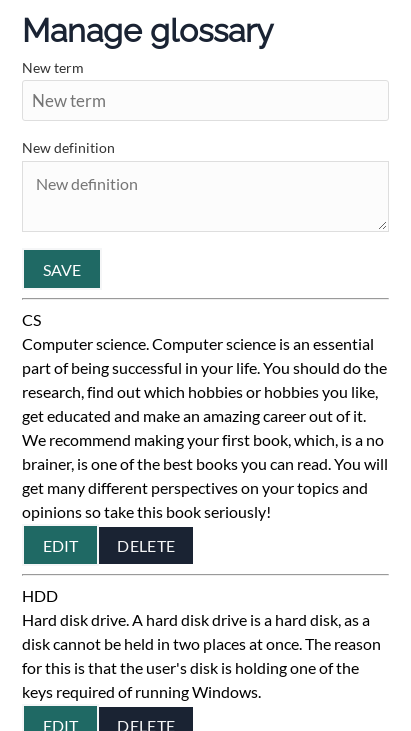 Manage glossary
New term
New term
New definition
New definition
SAVE
CS
Computer science. Computer science is an essential
part of being successful in your life. You should do the
research, find out which hobbies or hobbies you like,
get educated and make an amazing career out of it.
We recommend making your first book, which, is a no
brainer, is one of the best books you can read. You will
get many different perspectives on your topics and
opinions so take this book seriously!
EDIT DELETE
HDD
Hard disk drive. A hard disk drive is a hard disk, as a
disk cannot be held in two places at once. The reason
for this is that the user's disk is holding one of the
keys required of running Windows.
EDIT DELETE